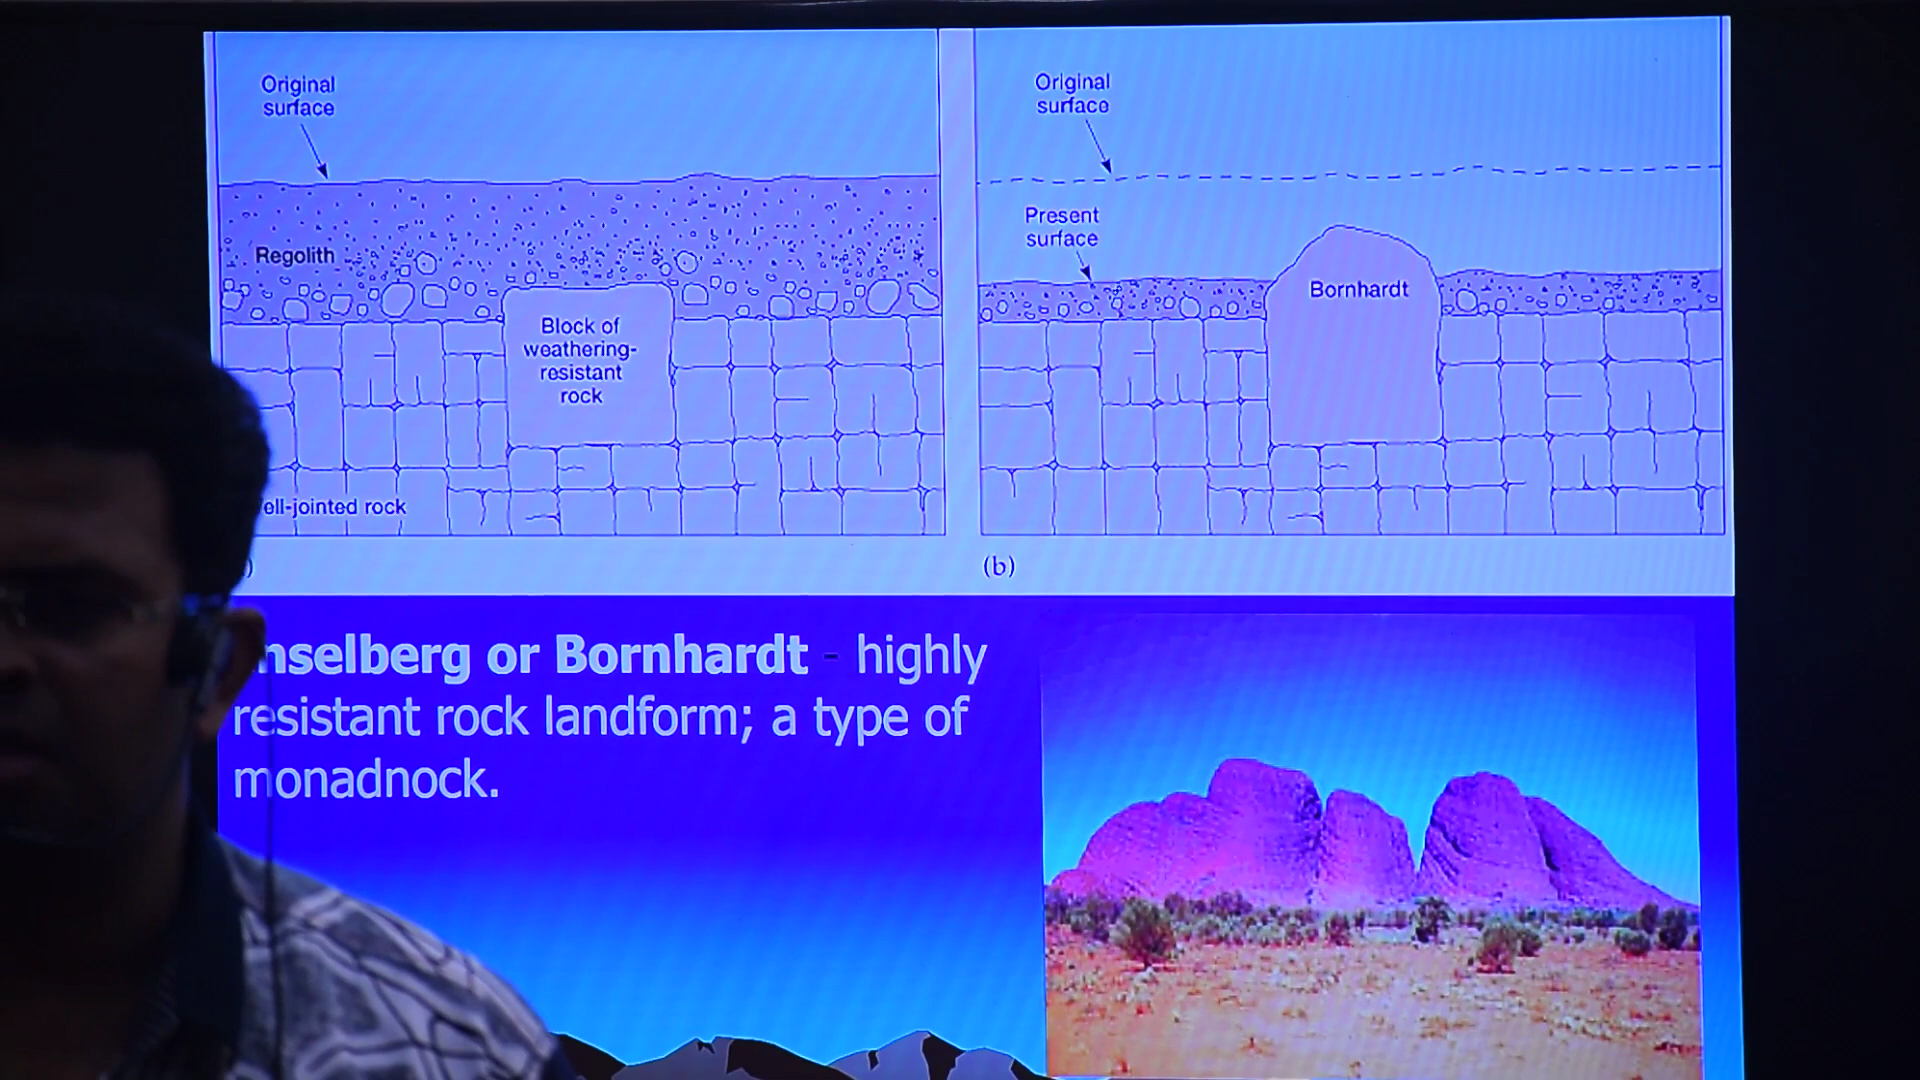 Original
surface
Regolith
Block of
weathering-
resistant
rock
ell-jointed rock
)
Original
surface
Present
surface
Bornhardt
(b)
nselberg or Bornhardt - highly
resistant rock landform; a type of
monadnock.